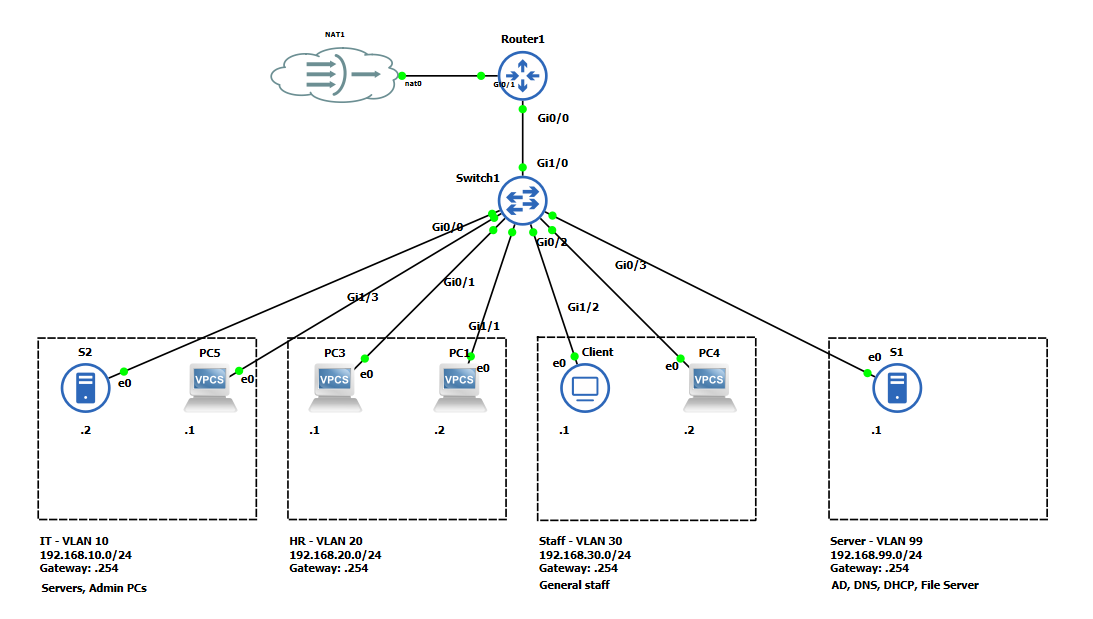 NAT1
Router1
nat0
Gi0/1
Gi0/0
Gi1/0
Switch1
Gi0/0
Gi0/2
Gi0/3
Gi0/1
Gi1/3
Gi1/2
Gi1/1
S2
PC5
PC3
PC1
Client
PC4
S1
e0
e0
e0
e0
e0
e0
e0
VPCS
VPCS
VPCS
VPCS
.2
.1
.1
.2
.1
.2
.1
IT - VLAN 10
192.168.10.0/24
Gateway: .254
Servers, Admin PCs
HR - VLAN 20
192.168.20.0/24
Gateway: .254
Staff - VLAN 30
192.168.30.0/24
Gateway: .254
General staff
Server - VLAN 99
192.168.99.0/24
Gateway: .254
AD, DNS, DHCP, File Server